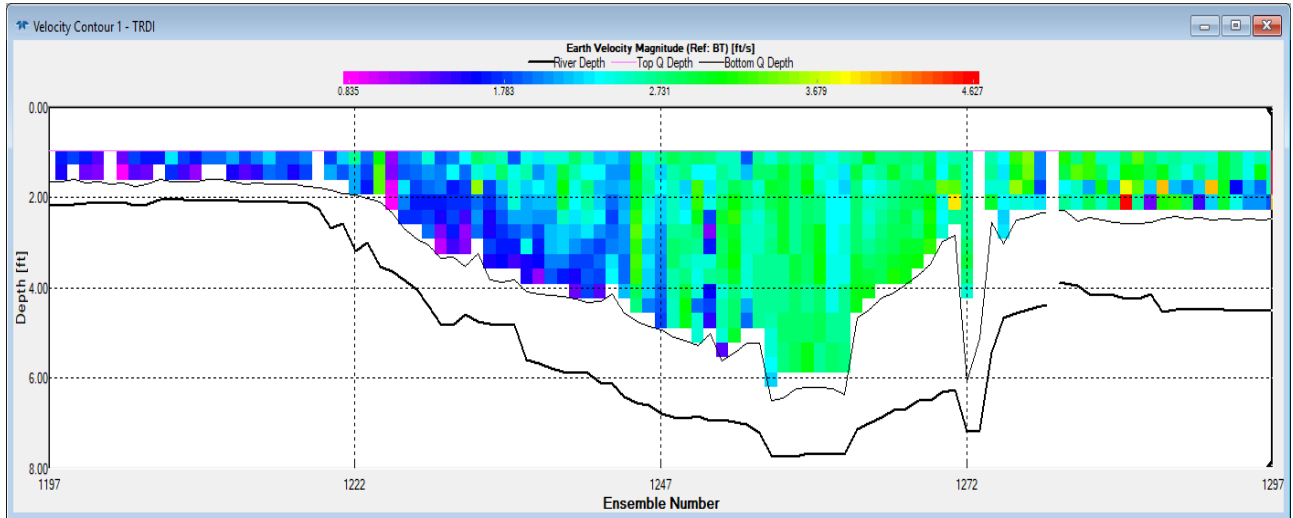 Velocity Contour 1 - TRDI
Earth Velocity Magnitude (Ref: BT) [ft/s]
River Depth Top Q Depth Bottom Q Depth
0.835 1.783 2.731 3.679 4.627
0.00
2.00
4.00
6.00
8.00
Depth [ft]
1197 1222 1247 1272 1297
Ensemble Number